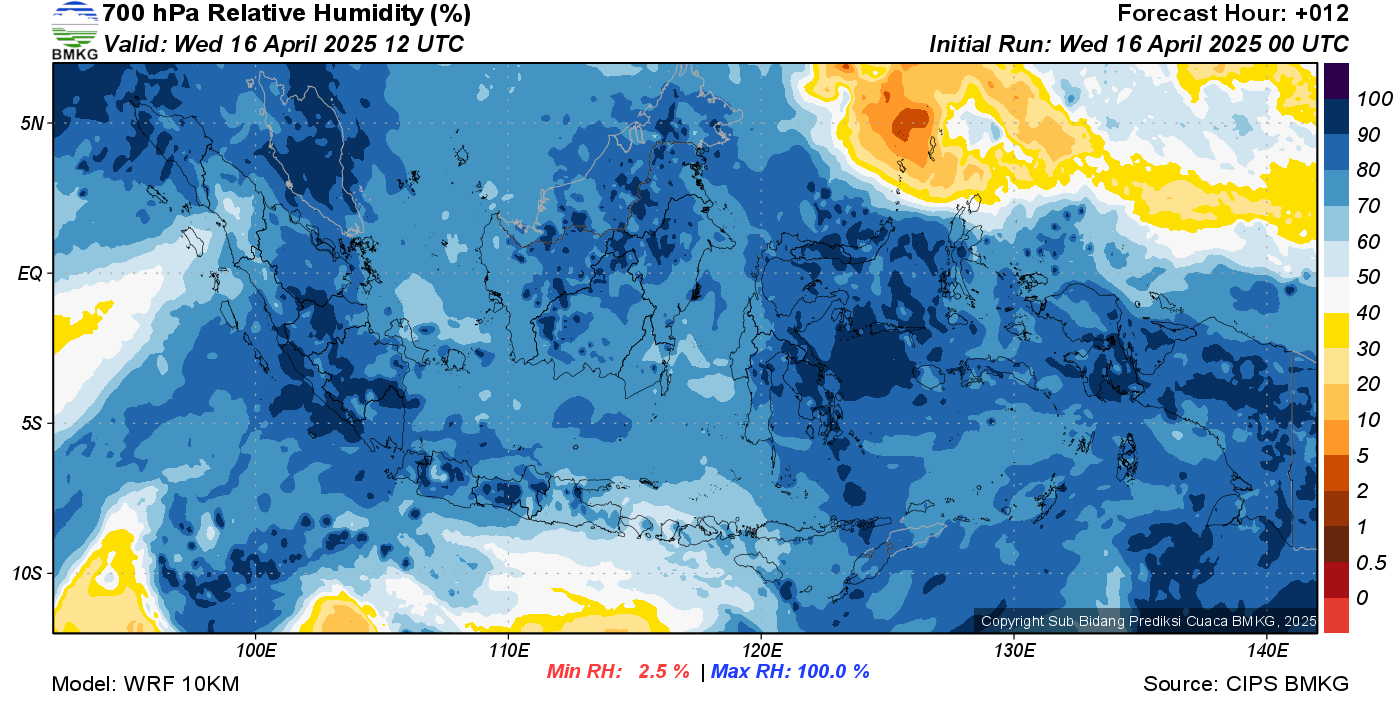 BMKG
700 hPa Relative Humidity (%)
Valid: Wed 16 April 2025 12 UTC
Forecast Hour: +012
Initial Run: Wed 16 April 2025 00 UTC
5N
EQ
5S
10S
100E
110E
120E
130E
140E
100
90
80
70
60
50
40
30
20
10
5
2
1
0.5
0
Copyright Sub Bidang Prediksi Cuaca BMKG, 2025
Min RH: 2.5 % | Max RH: 100.0 %
Model: WRF 10KM
Source: CIPS BMKG